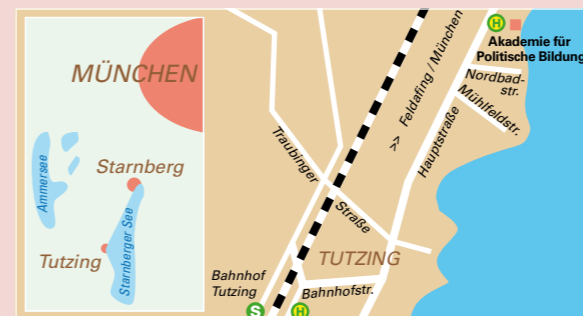 MÜNCHEN
Starnberg
Ammersee
Starnberger See
Tutzing
H
Akademie für
Politische Bildung
Nordbad-
str.
Mühlfeldstr.
>> Feldafing / München
Hauptstraße
Traubinger
Straße
TUTZING
Bahnhof
Tutzing
Bahnhofstr.
S
H